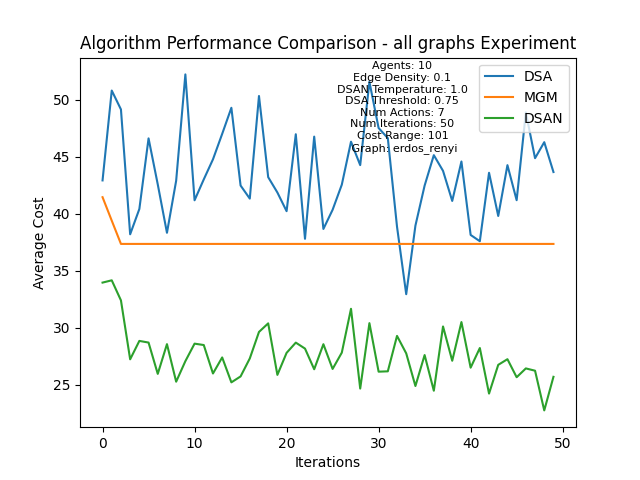 Algorithm Performance Comparison - all graphs Experiment
Agents: 10
Edge Density: 0.1
DSAN Temperature: 1.0
DSA Threshold: 0.75
Num Actions: 7
Num Iterations: 50
Cost Range: 101
Graph: erdos_renyi
DSA
MGM
DSAN
Average Cost
50
45
40
35
30
25
0
10
20
30
40
50
Iterations